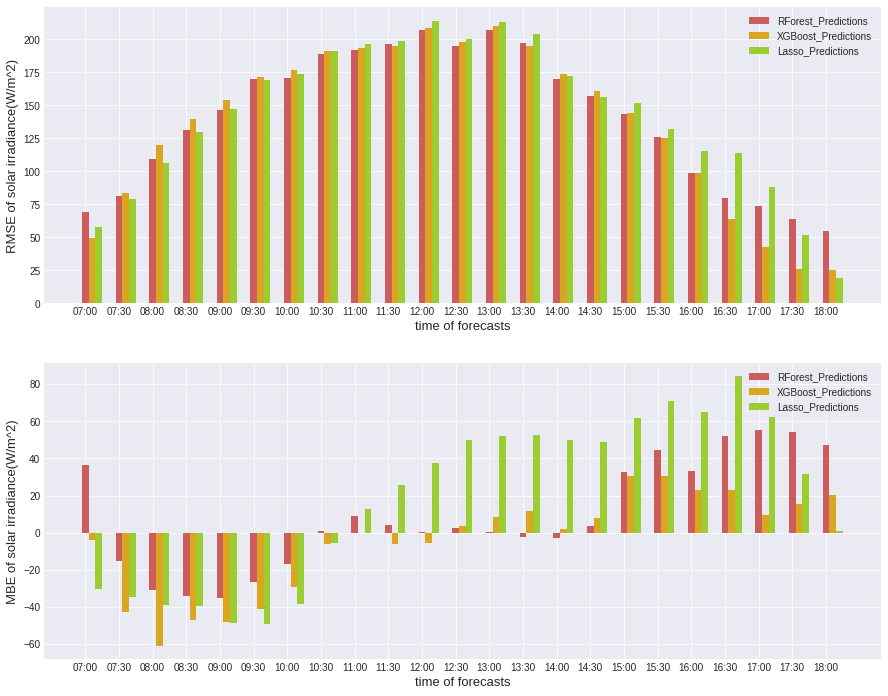 RMSE of solar irradiance(W/m^2)
200
175
150
125
100
75
50
25
0
RForest_Predictions
XGBoost_Predictions
Lasso_Predictions
07:00 07:30 08:00 08:30 09:00 09:30 10:00 10:30 11:00 11:30 12:00 12:30 13:00 13:30 14:00 14:30 15:00 15:30 16:00 16:30 17:00 17:30 18:00
time of forecasts
MBE of solar irradiance(W/m^2)
80
60
40
20
0
−20
−40
−60
RForest_Predictions
XGBoost_Predictions
Lasso_Predictions
07:00 07:30 08:00 08:30 09:00 09:30 10:00 10:30 11:00 11:30 12:00 12:30 13:00 13:30 14:00 14:30 15:00 15:30 16:00 16:30 17:00 17:30 18:00
time of forecasts